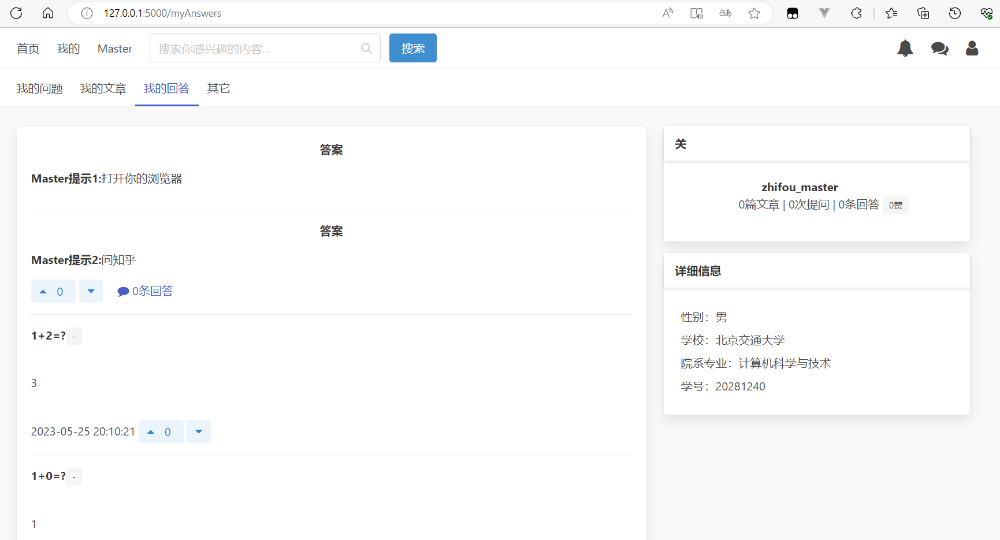 127.0.0.1:5000/myAnswers
首页 我的 Master 搜索你感兴趣的内容... 搜索
我的问题 我的文章 我的回答 其它
答案
Master提示1:打开你的浏览器
答案
Master提示2:问知乎
0 0条回答
1+2=? -
3
2023-05-25 20:10:21 0
1+0=? -
1
关
zhifou_master
0篇文章 | 0次提问 | 0条回答 0赞
详细信息
性别：男
学校：北京交通大学
院系专业：计算机科学与技术
学号：20281240